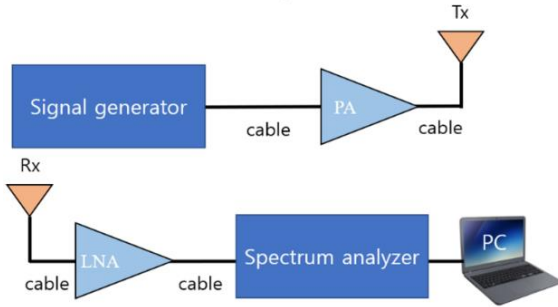 Tx
Signal generator
PA
cable
cable
Rx
LNA
Spectrum analyzer
PC
cable
cable